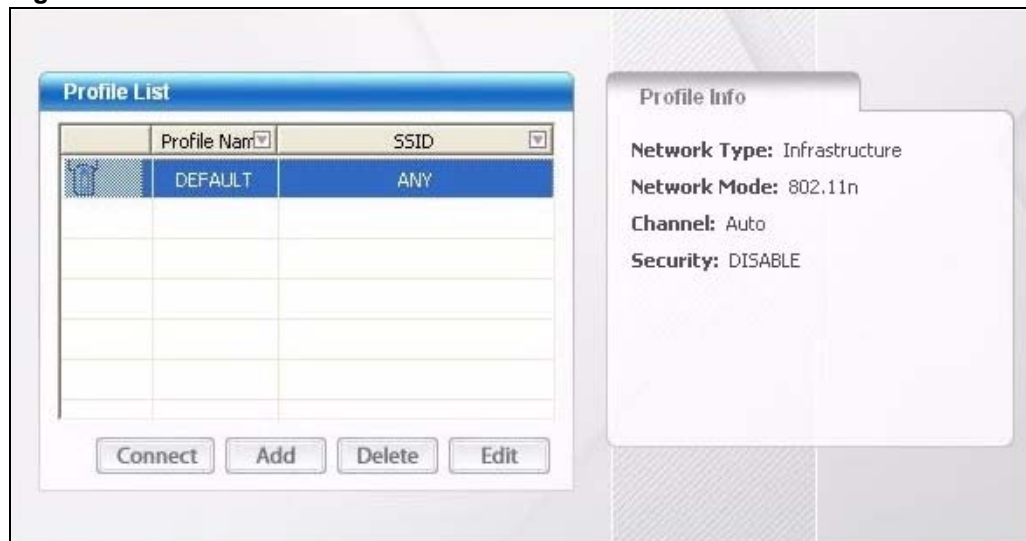 Profile List
Profile Nam SSID
DEFAULT ANY
Connect Add Delete Edit
Profile Info
Network Type: Infrastructure
Network Mode: 802.11n
Channel: Auto
Security: DISABLE